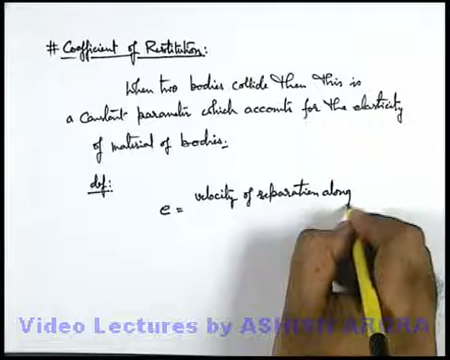 # Coefficient of Restitution:
When two bodies collide then this is
a constant parameter which accounts for the elasticity
of material of bodies:
def:
velocity of separation along
e =
Video Lectures by ASHISH ARORA